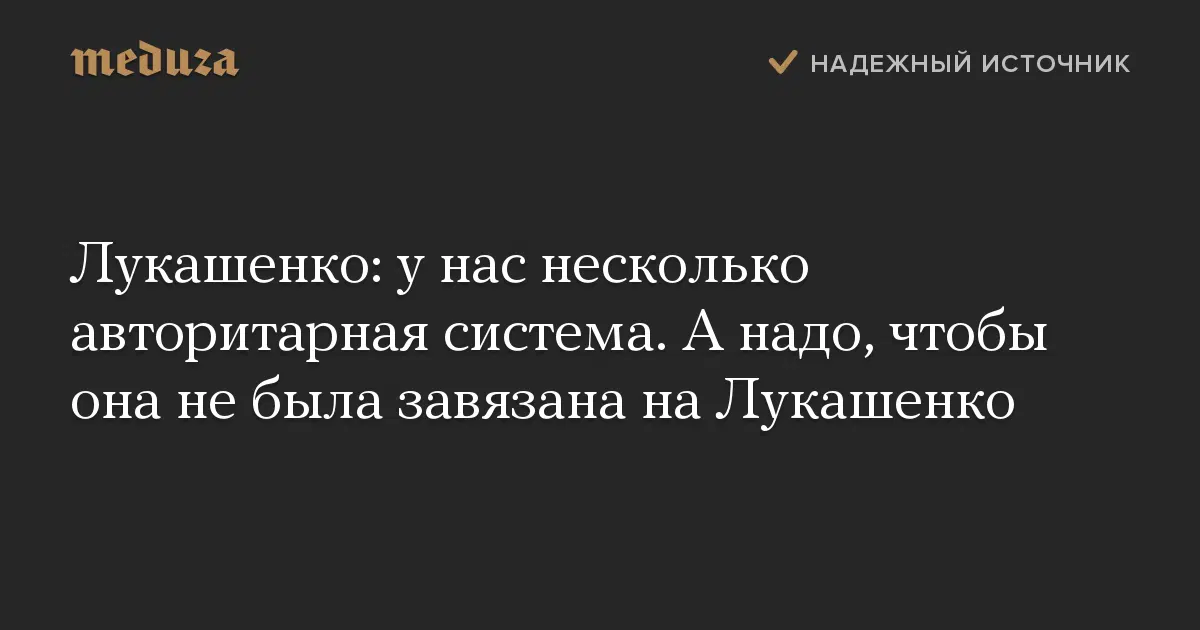 meduza
НАДЕЖНЫЙ ИСТОЧНИК
Лукашенко: у нас несколько
авторитарная система. А надо, чтобы
она не была завязана на Лукашенко